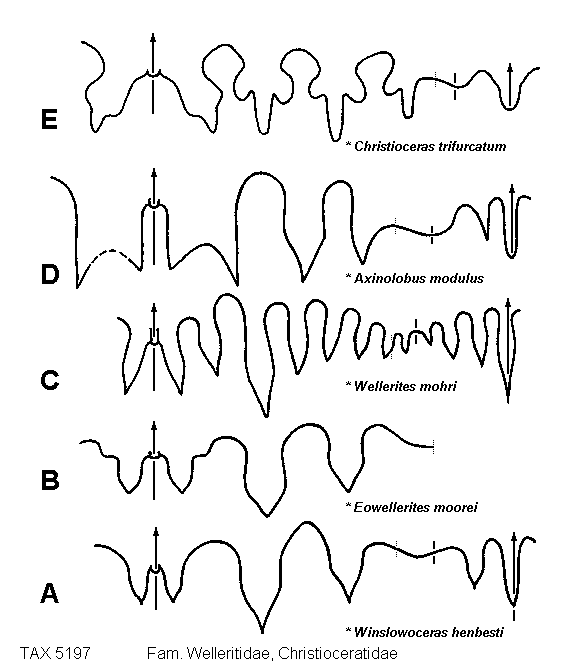 E
* Christioceras trifurcatum
D
* Axinolobus modulus
C
* Wellerites mohri
B
* Eowellerites moorei
A
* Winslowoceras henbesti
TAX 5197 Fam. Welleritidae, Christioceratidae